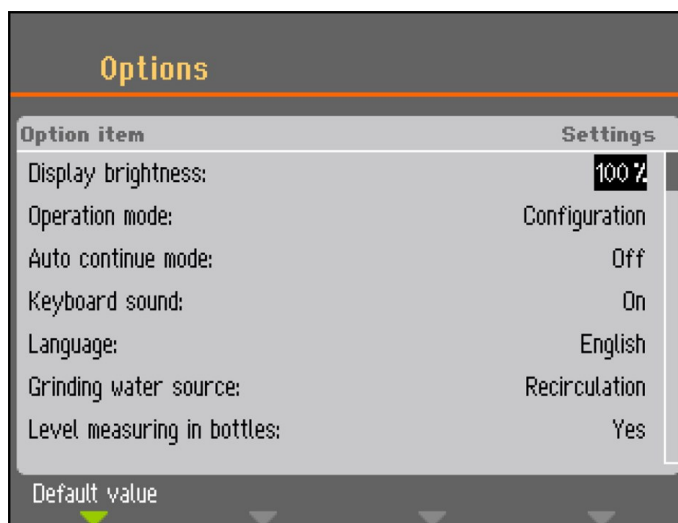 Options
Option item Settings
Display brightness: 100 %
Operation mode: Configuration
Auto continue mode: Off
Keyboard sound: On
Language: English
Grinding water source: Recirculation
Level measuring in bottles: Yes
Default value